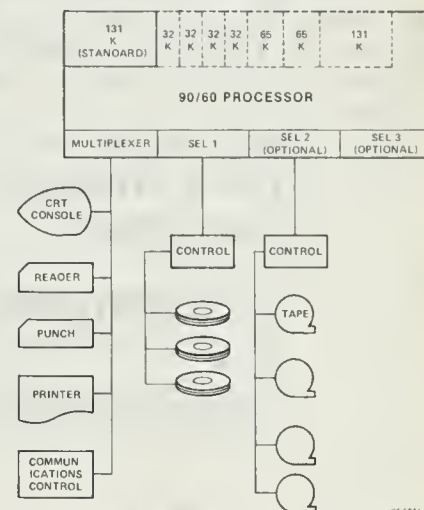 131
K
(STANDARD)
32
K
32
K
32
K
32
K
65
K
65
K
131
K
90/60 PROCESSOR
MULTIPLEXER
SEL 1
SEL 2
(OPTIONAL)
SEL 3
(OPTIONAL)
CRT
CONSOLE
READER
PUNCH
PRINTER
COMMUN
ICATIONS
CONTROL
CONTROL
CONTROL
TAPE